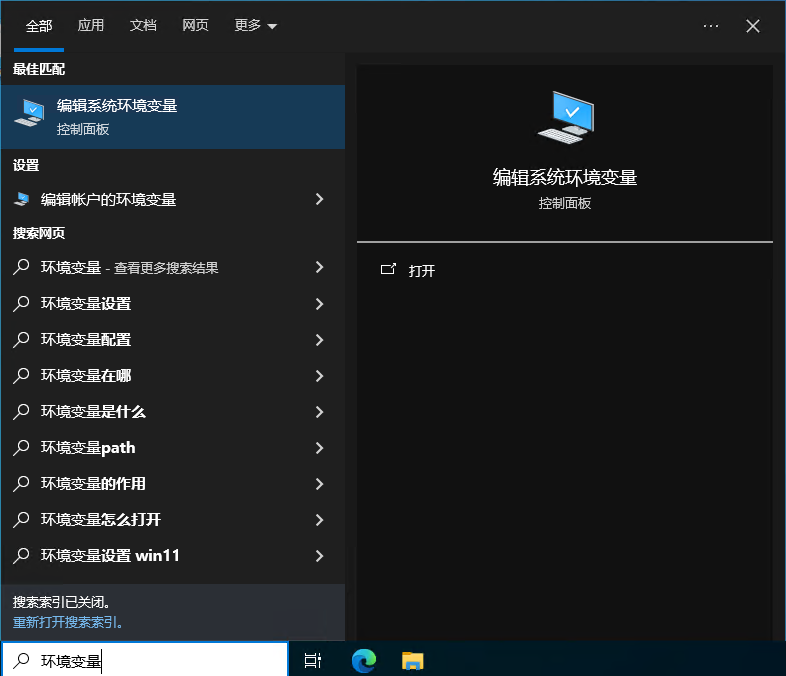 全部 应用 文档 网页 更多
最佳匹配
编辑系统环境变量
控制面板
设置
编辑帐户的环境变量
搜索网页
环境变量 - 查看更多搜索结果
环境变量设置
环境变量配置
环境变量在哪
环境变量是什么
环境变量path
环境变量的作用
环境变量怎么打开
环境变量设置 win11
搜索索引已关闭。
重新打开搜索索引。
环境变量
编辑系统环境变量
控制面板
打开